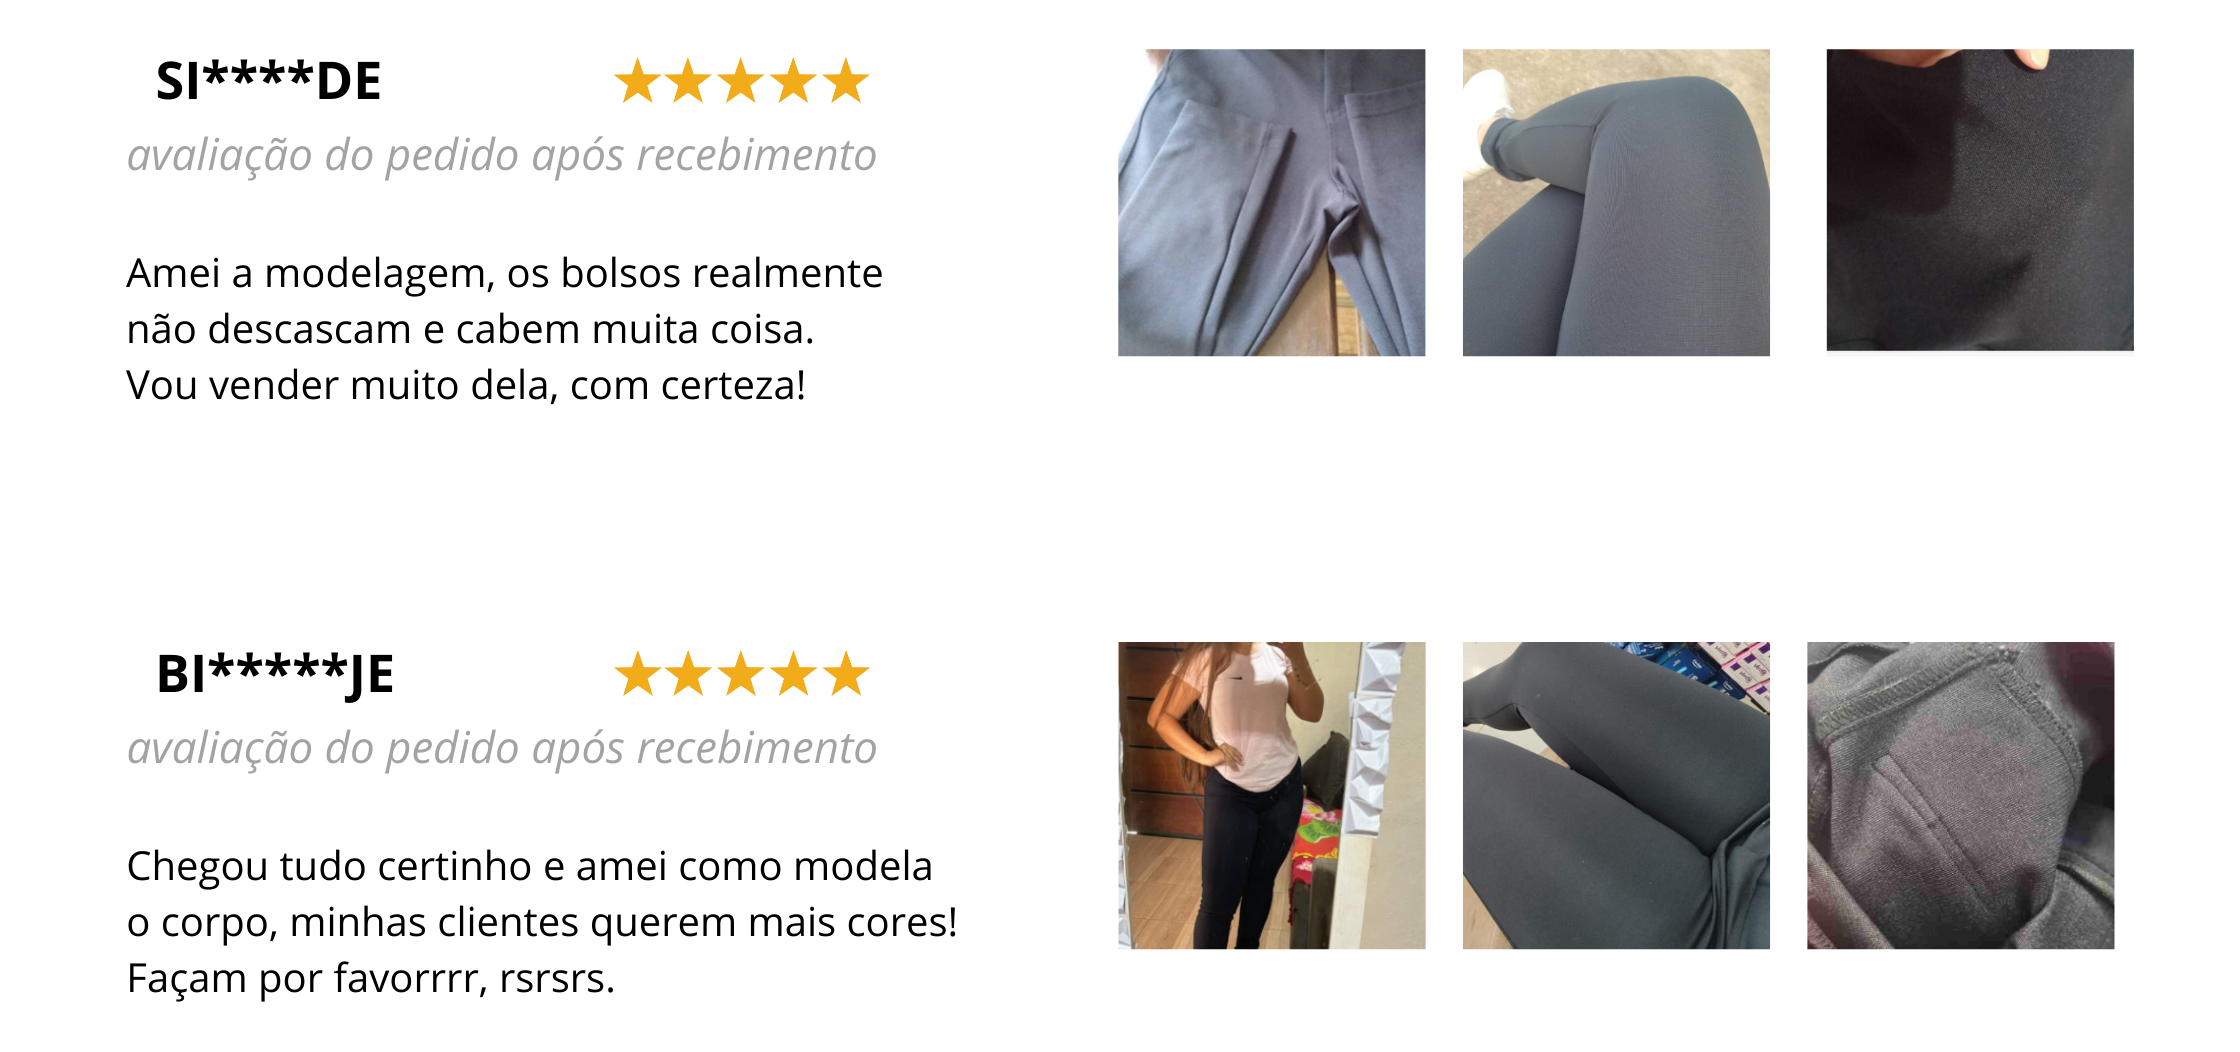 SI****DE
avaliação do pedido após recebimento
Amei a modelagem, os bolsos realmente
não descascam e cabem muita coisa.
Vou vender muito dela, com certeza!
BI*****JE
avaliação do pedido após recebimento
Chegou tudo certinho e amei como modela
o corpo, minhas clientes querem mais cores!
Façam por favorrrr, rsrsrs.